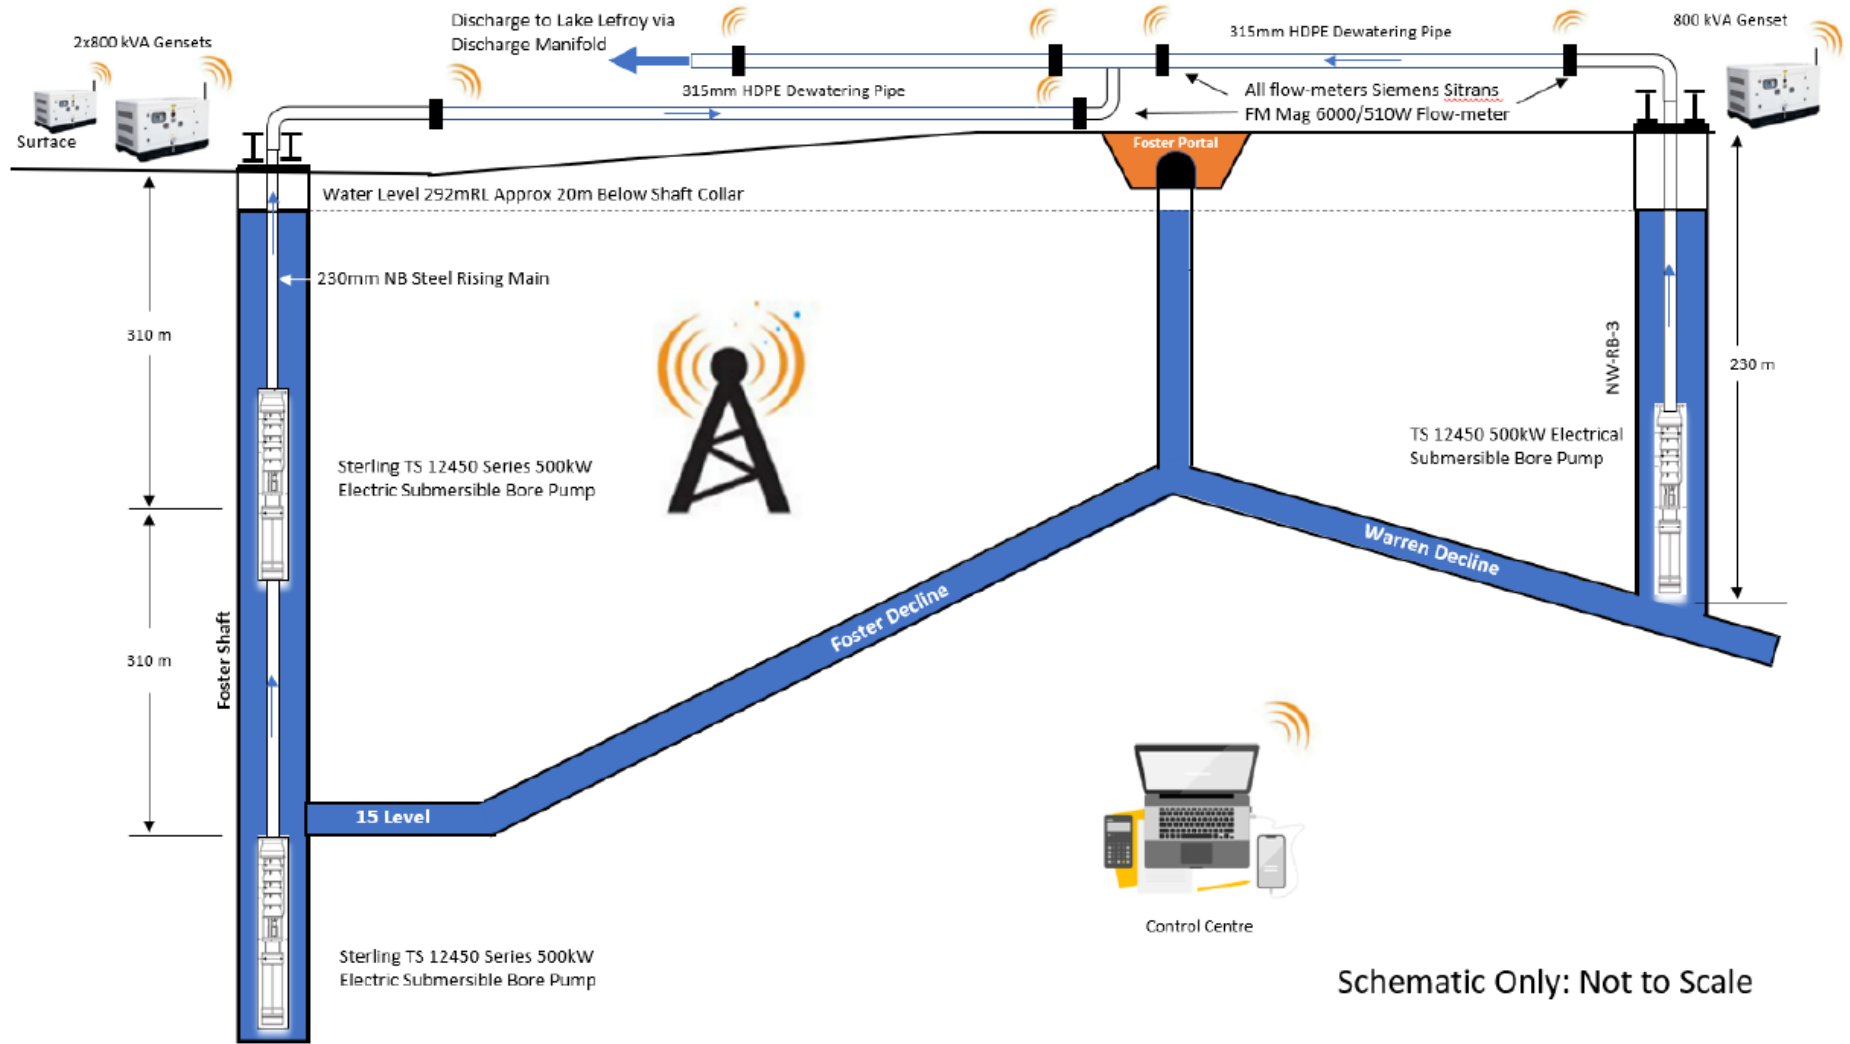 Discharge to Lake Lefroy via
Discharge Manifold
2x800 kVA Gensets
315mm HDPE Dewatering Pipe
800 kVA Genset
315mm HDPE Dewatering Pipe
All flow-meters Siemens Sitrans
FM Mag 6000/510W Flow-meter
Surface
Foster Portal
Water Level 292mRL Approx 20m Below Shaft Collar
230mm NB Steel Rising Main
310 m
NW-RB-3
230 m
TS 12450 500kW Electrical
Submersible Bore Pump
Sterling TS 12450 Series 500kW
Electric Submersible Bore Pump
Warren Decline
Foster Decline
Foster Shaft
310 m
15 Level
Control Centre
Sterling TS 12450 Series 500kW
Electric Submersible Bore Pump
Schematic Only: Not to Scale